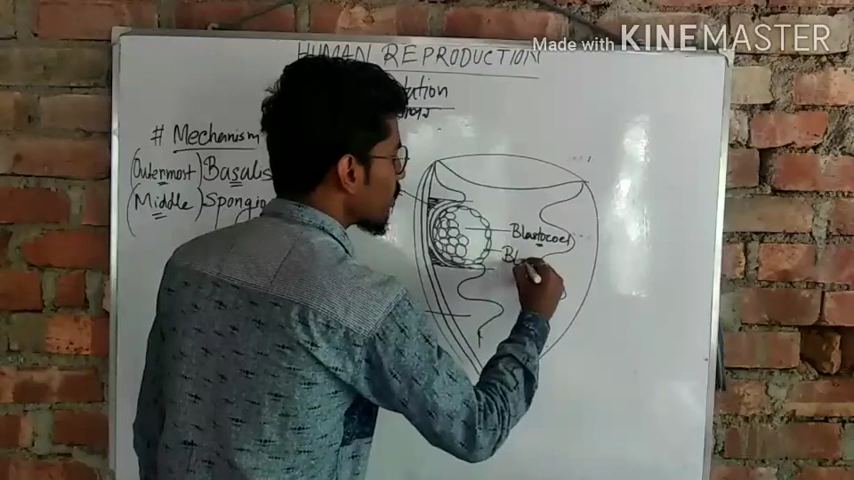 Made with KINEMASTER
HUMAN REPRODUCTION
# Mechanism
(Outermost) Basalis
(Middle) Spongio
Blastocoel
B